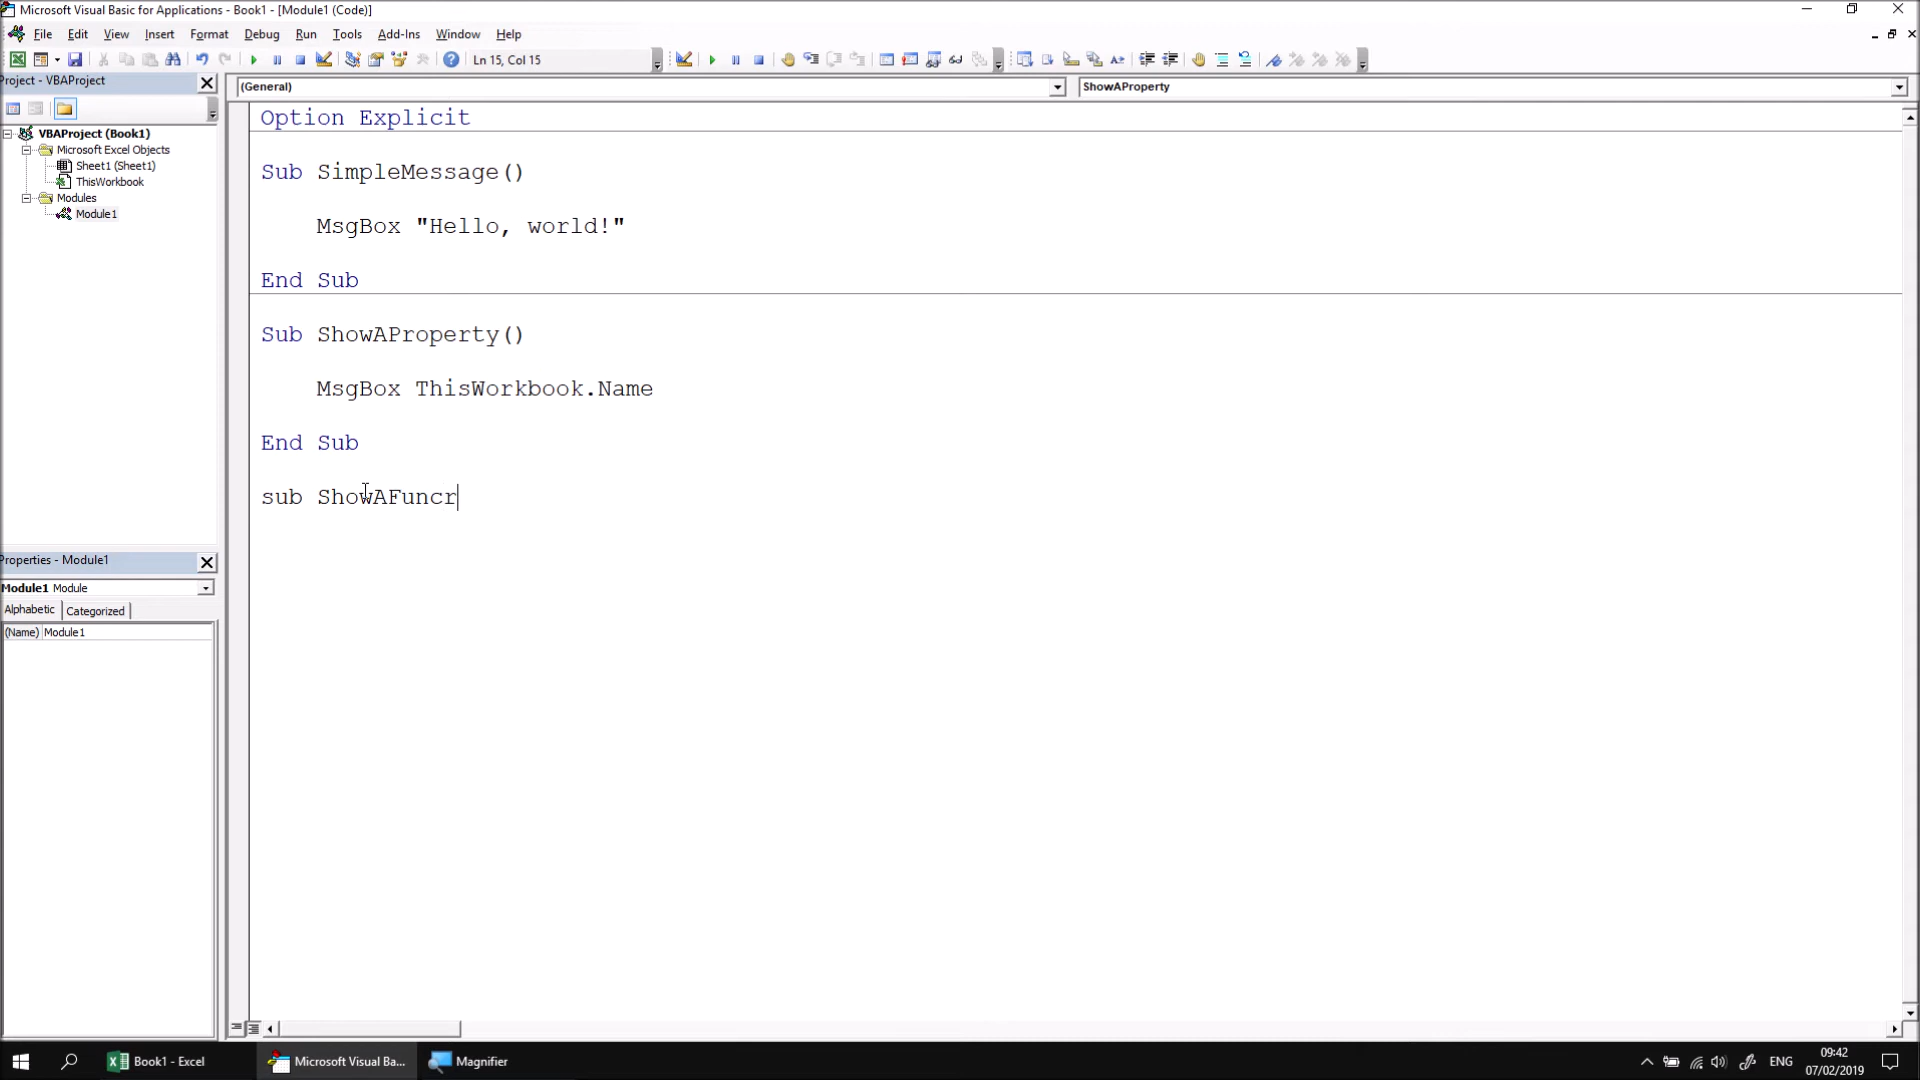 Microsoft Visual Basic for Applications - Book1 - [Module1 (Code)]
File Edit View Insert Format Debug Run Tools Add-Ins Window Help
Ln 15, Col 15
Project - VBAProject
(General)
ShowAProperty
VBAProject (Book1)
Microsoft Excel Objects
Sheet1 (Sheet1)
ThisWorkbook
Modules
Module1
Option Explicit
Sub SimpleMessage()
MsgBox "Hello, world!"
End Sub
Sub ShowAProperty()
MsgBox ThisWorkbook.Name
End Sub
sub ShowAFuncr
Properties - Module1
Module1 Module
Alphabetic Categorized
(Name) Module1
Book1 - Excel
Microsoft Visual Ba...
Magnifier
ENG
09:42
07/02/2019